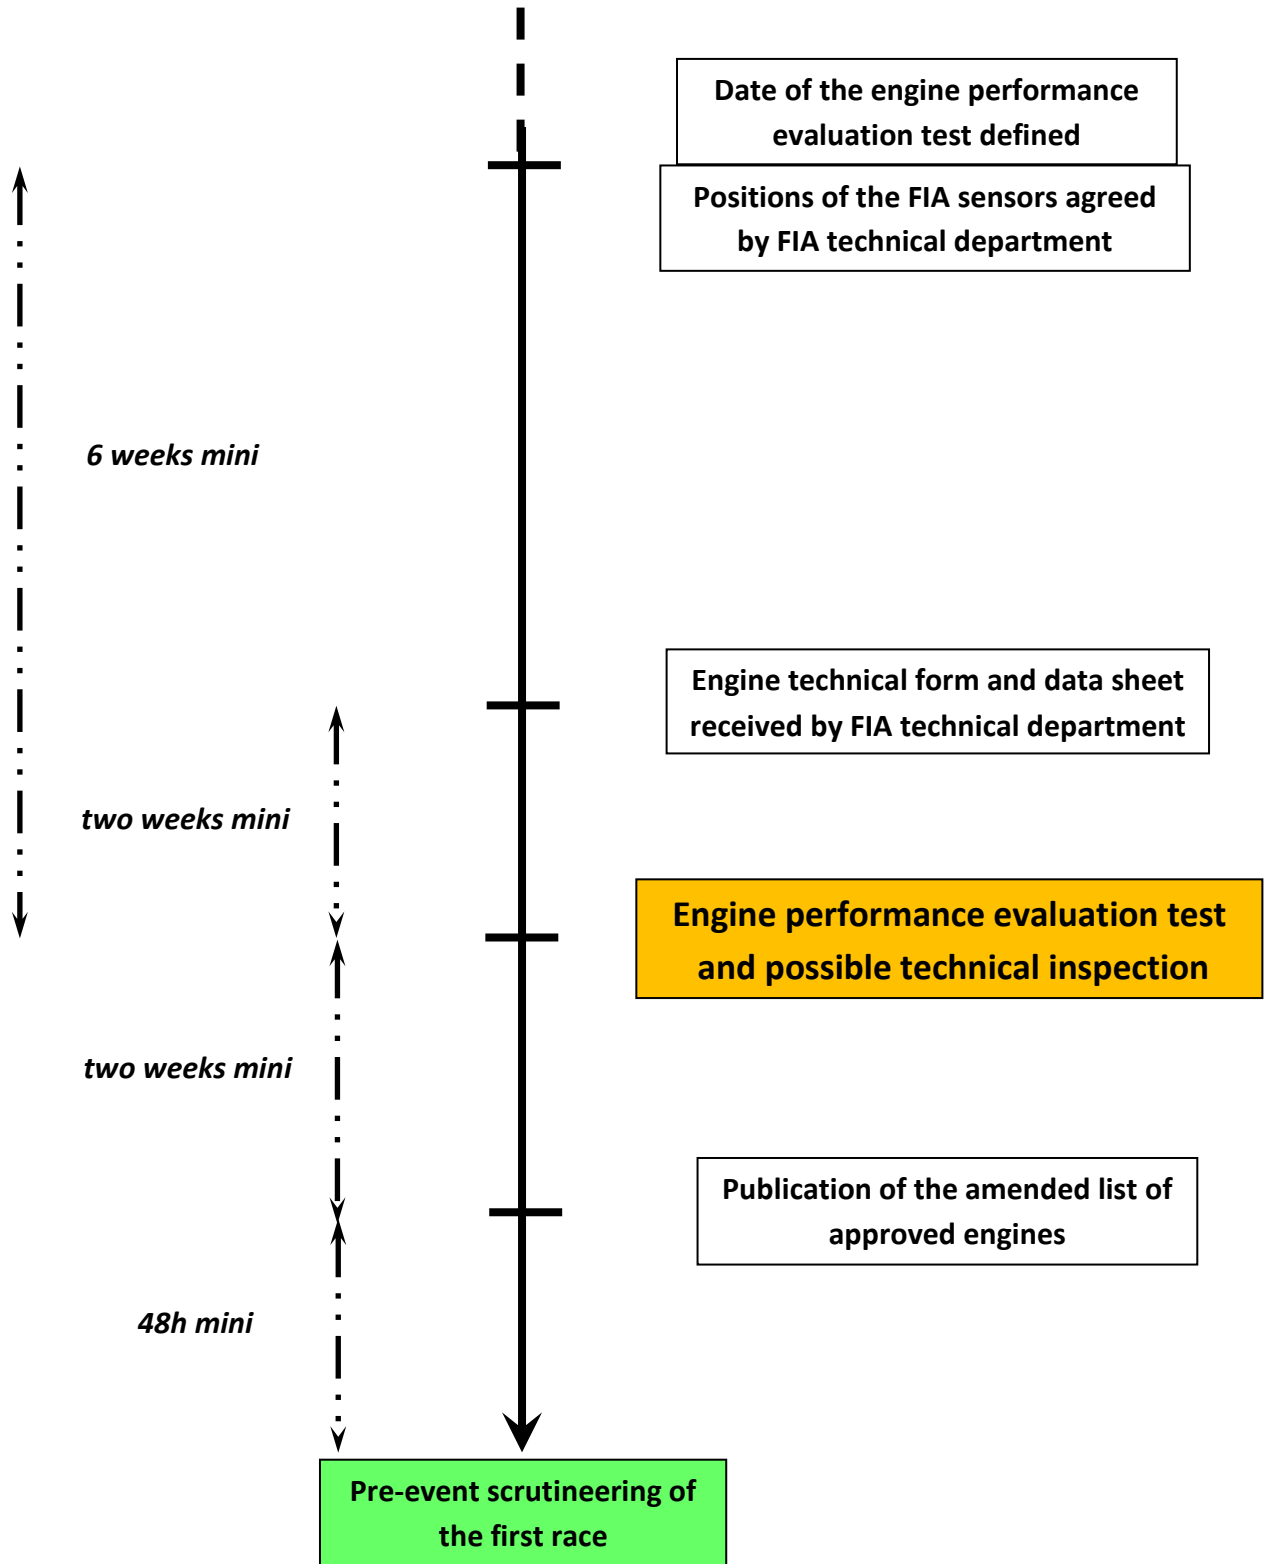 Date of the engine performance
evaluation test defined
Positions of the FIA sensors agreed
by FIA technical department
6 weeks mini
Engine technical form and data sheet
received by FIA technical department
two weeks mini
Engine performance evaluation test
and possible technical inspection
two weeks mini
Publication of the amended list of
approved engines
48h mini
Pre-event scrutineering of
the first race